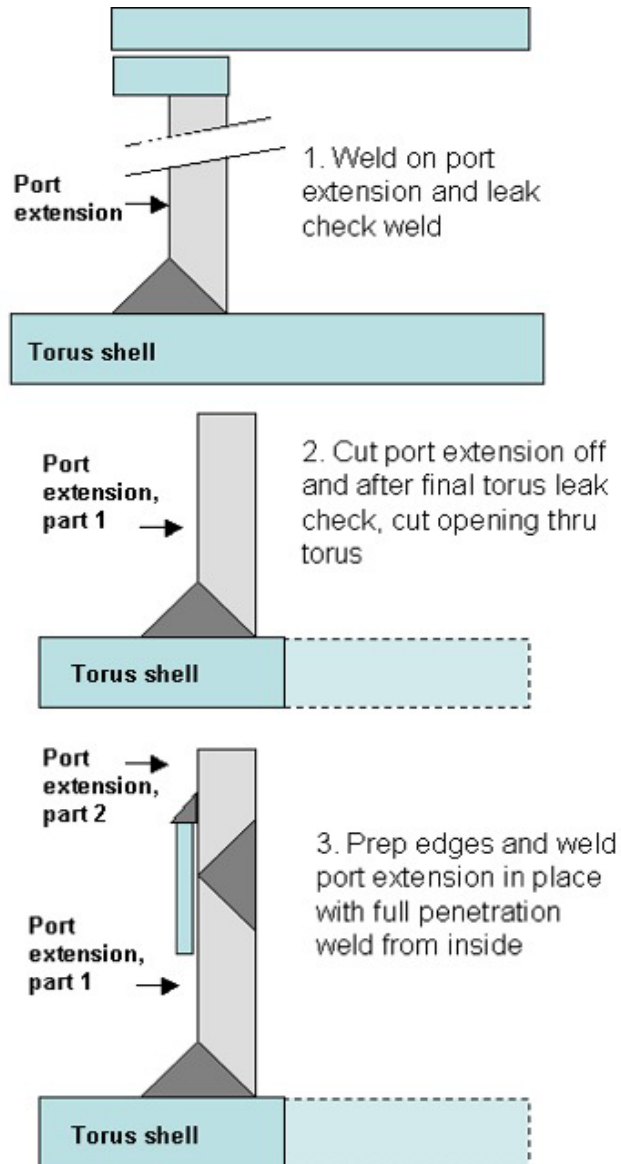 1. Weld on port
extension and leak
check weld
Port
extension
Torus shell
2. Cut port extension off
and after final torus leak
check, cut opening thru
torus
Port
extension,
part 1
Torus shell
Port
extension,
part 2
3. Prep edges and weld
port extension in place
with full penetration
weld from inside
Port
extension,
part 1
Torus shell